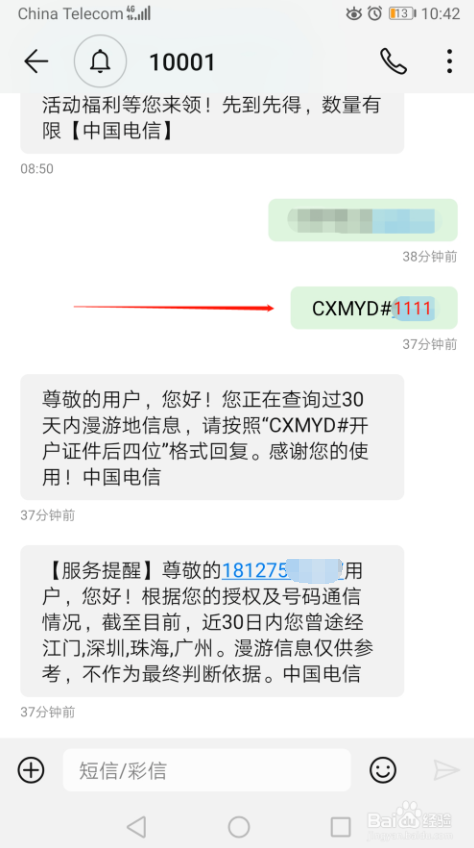 China Telecom 4G 13 10:42
10001
活动福利等您来领！先到先得，数量有
限【中国电信】
08:50
38分钟前
CXMYD#1111
37分钟前
尊敬的用户，您好！您正在查询过30
天内漫游地信息，请按照“CXMYD#开
户证件后四位”格式回复。感谢您的使
用！中国电信
37分钟前
【服务提醒】尊敬的181275 用
户，您好！根据您的授权及号码通信
情况，截至目前，近30日内您曾途经
江门,深圳,珠海,广州。漫游信息仅供参
考，不作为最终判断依据。中国电信
37分钟前
短信/彩信
Baidu经验
jingyan.baidu.com